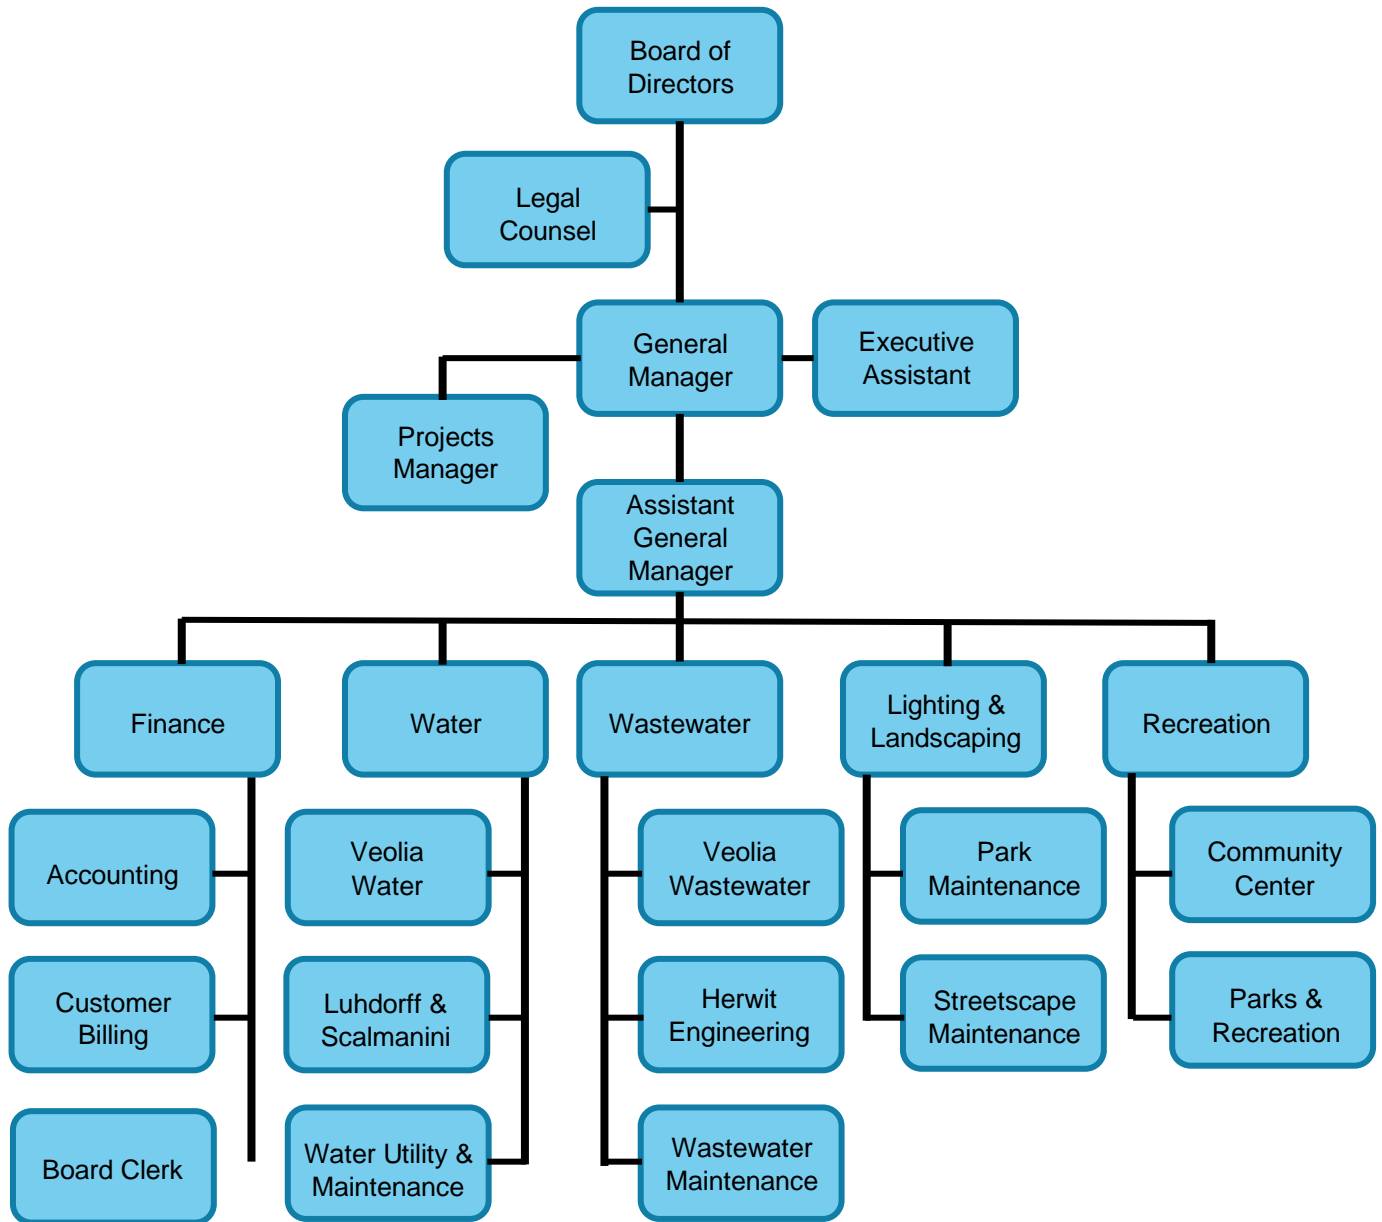 Board of
Directors
Legal
Counsel
General
Manager
Executive
Assistant
Projects
Manager
Assistant
General
Manager
Finance
Water
Wastewater
Lighting &
Landscaping
Recreation
Accounting
Veolia
Water
Veolia
Wastewater
Park
Maintenance
Community
Center
Customer
Billing
Luhdorff &
Scalmanini
Herwit
Engineering
Streetscape
Maintenance
Parks &
Recreation
Board Clerk
Water Utility &
Maintenance
Wastewater
Maintenance